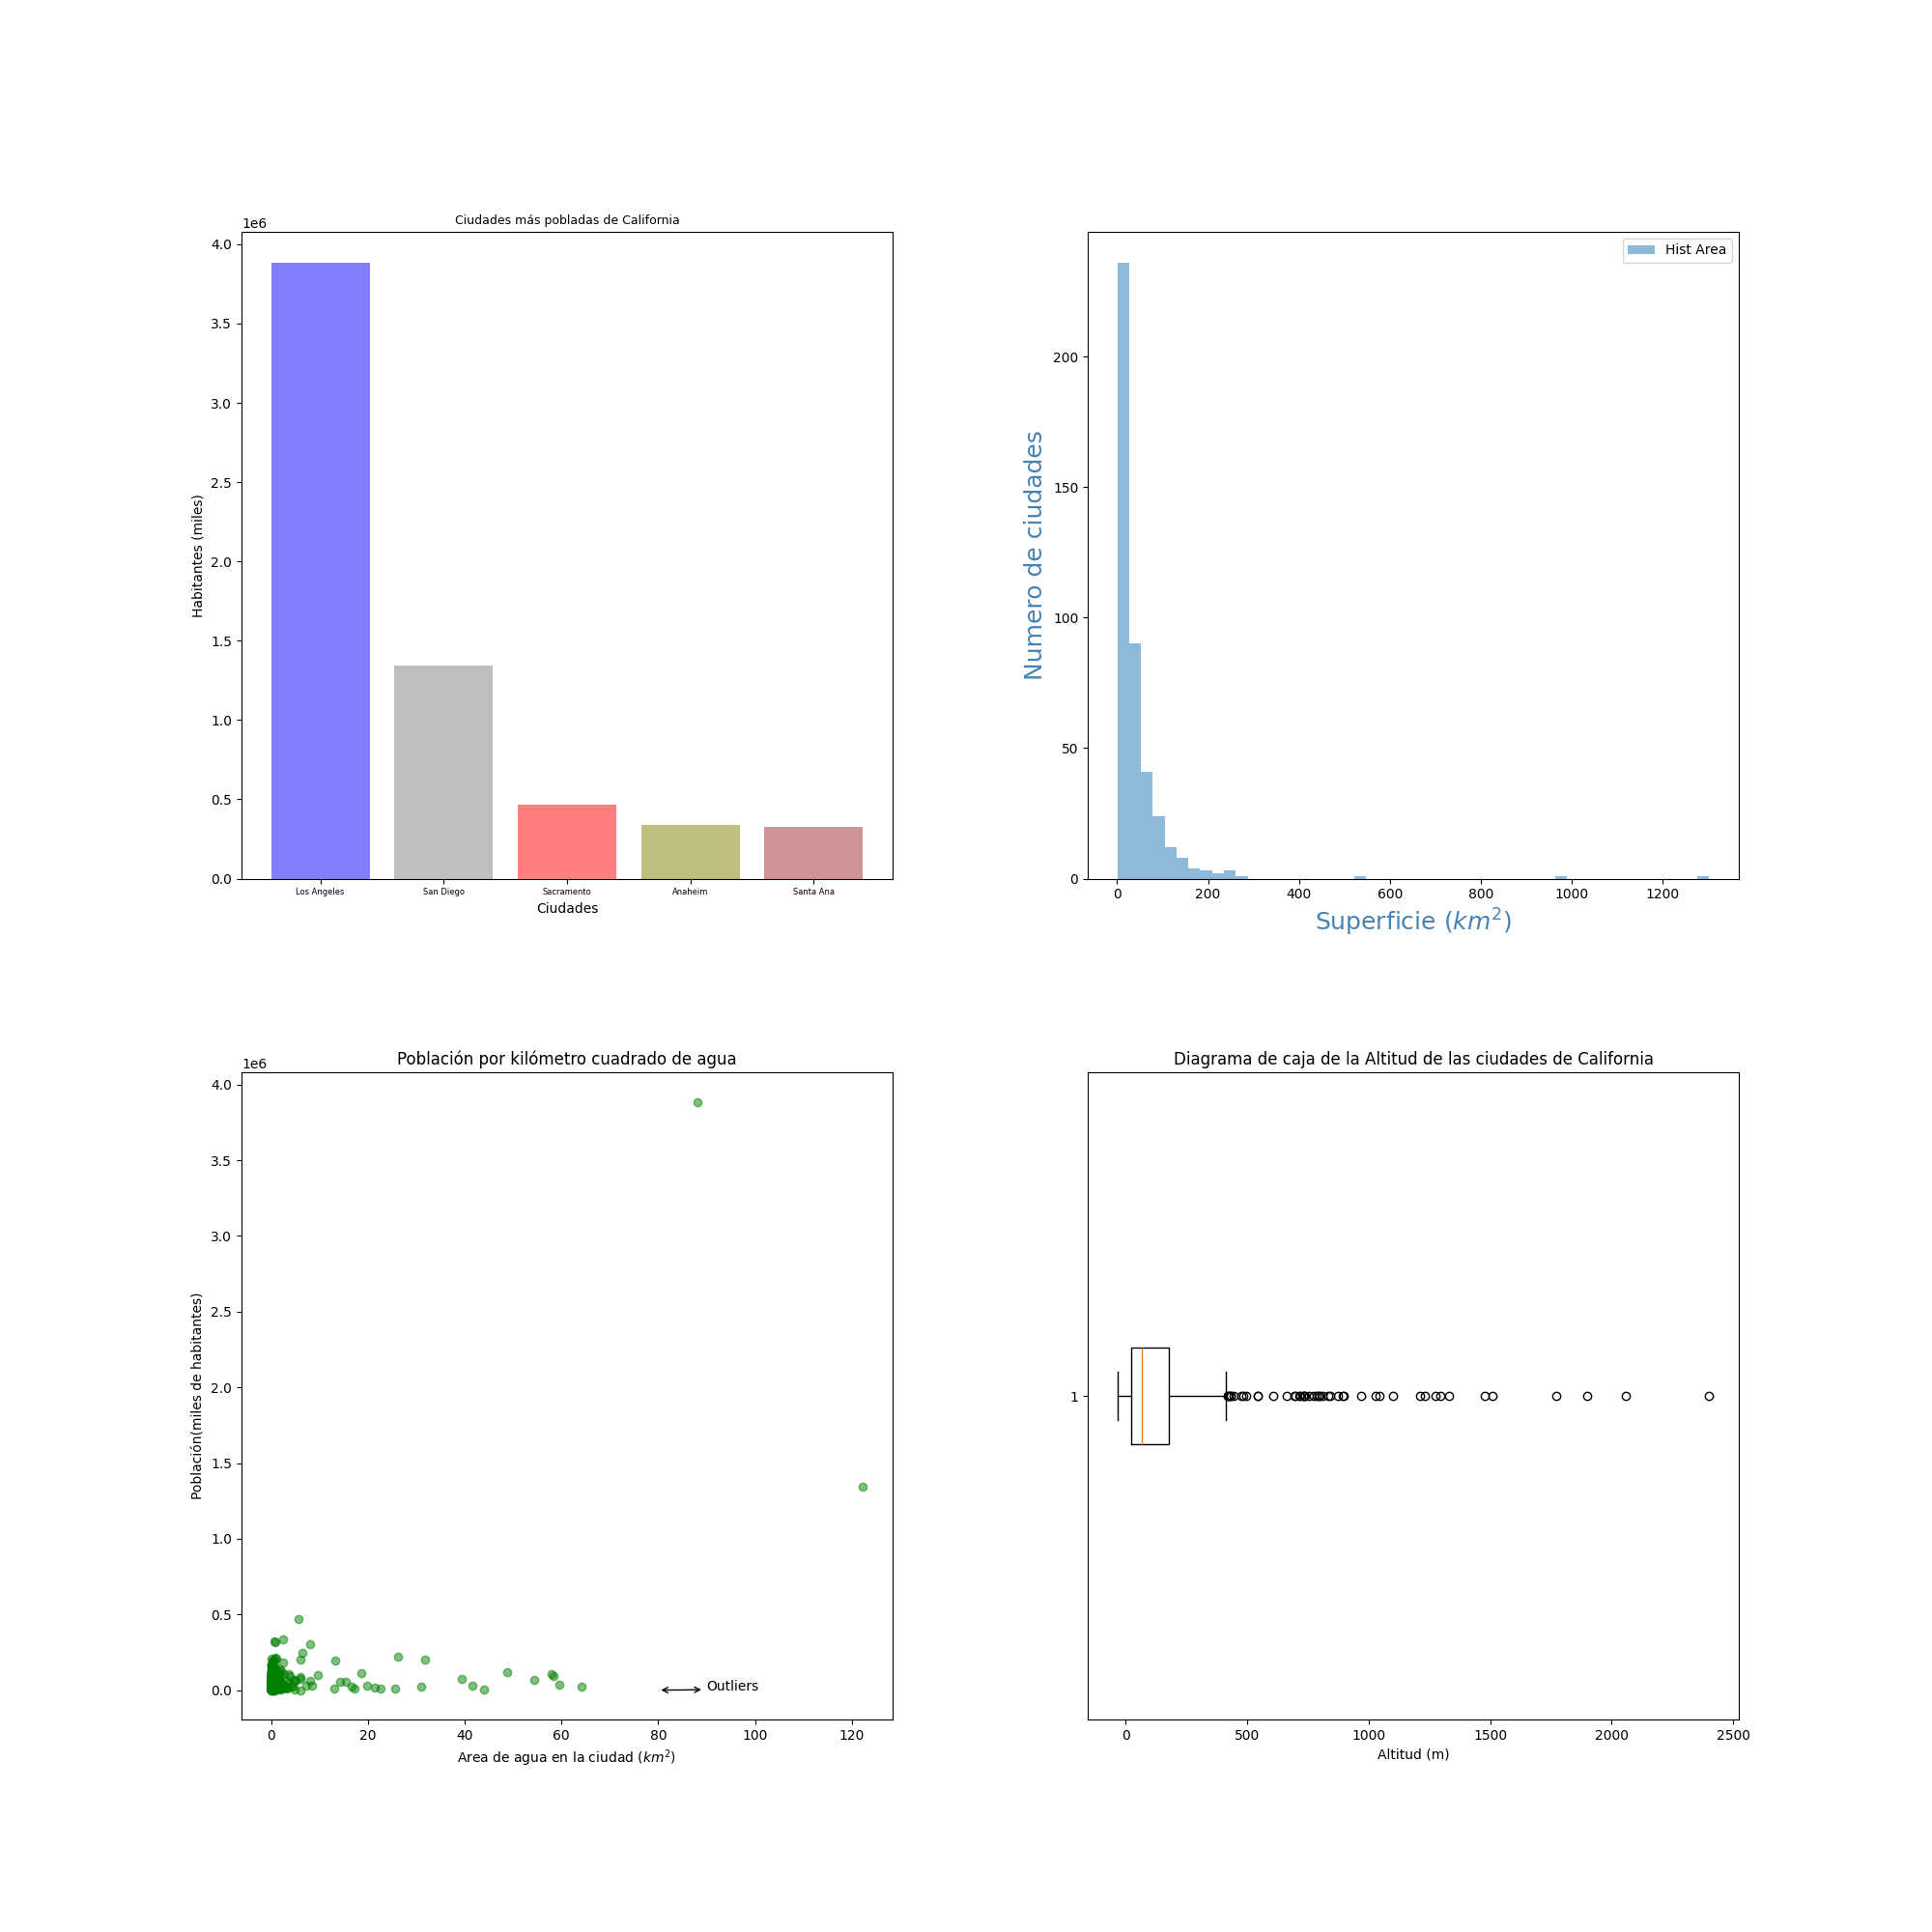 Ciudades más pobladas de California
1e6
4.0
3.5
3.0
2.5
2.0
1.5
1.0
0.5
0.0
Habitantes (miles)
Los Angeles San Diego Sacramento Anaheim Santa Ana
Ciudades
Hist Area
200
150
100
50
0
Numero de ciudades
0 200 400 600 800 1000 1200
Superficie (km²)
Población por kilómetro cuadrado de agua
1e6
4.0
3.5
3.0
2.5
2.0
1.5
1.0
0.5
0.0
Población(miles de habitantes)
Outliers
0 20 40 60 80 100 120
Area de agua en la ciudad (km²)
Diagrama de caja de la Altitud de las ciudades de California
1
0 500 1000 1500 2000 2500
Altitud (m)